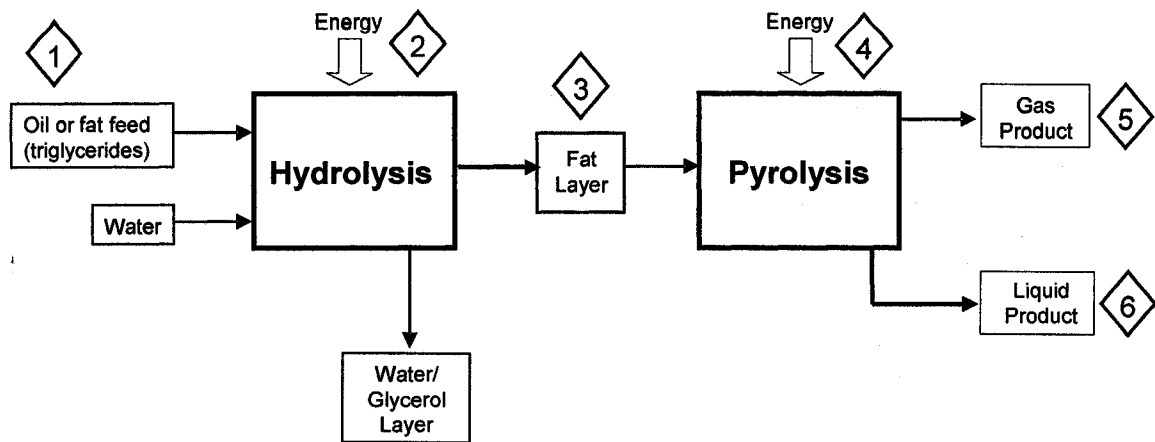 1
Energy
2
Oil or fat feed
(triglycerides)
Water
Hydrolysis
3
Fat
Layer
Water/
Glycerol
Layer
Energy
4
Pyrolysis
Gas
Product
5
Liquid
Product
6